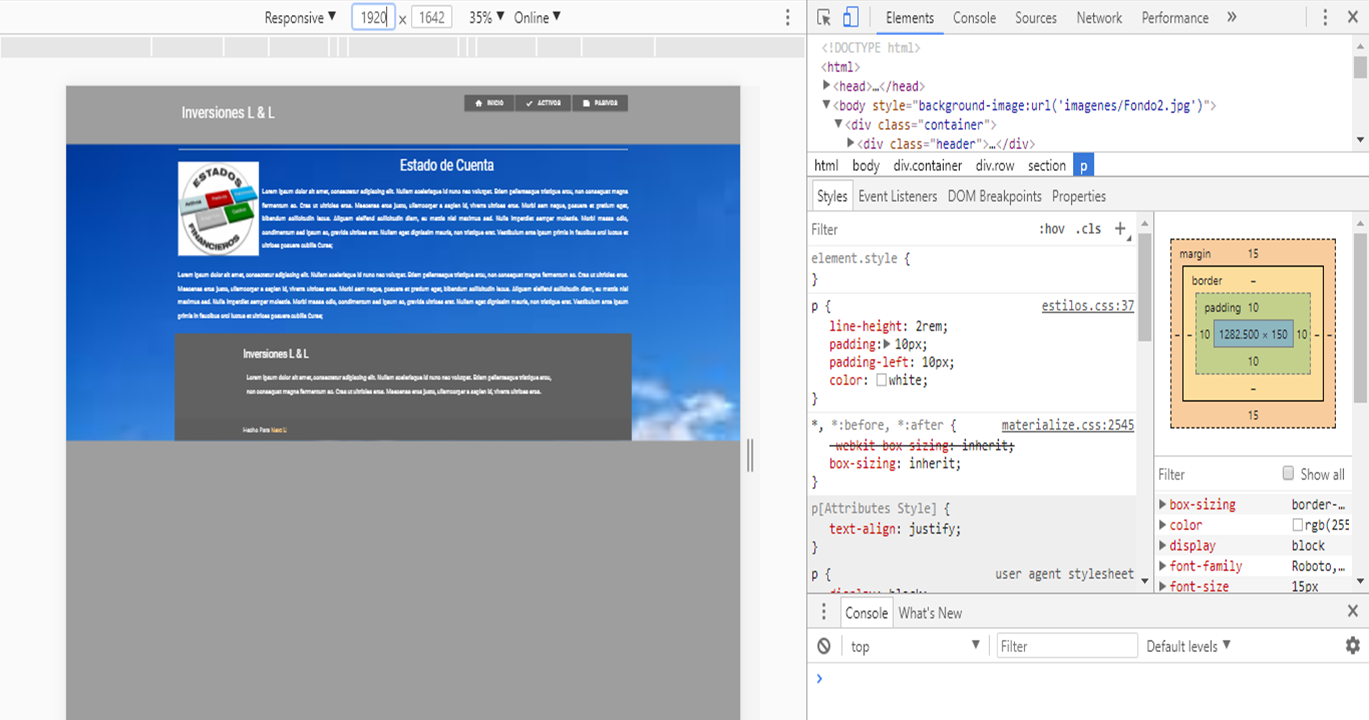 Responsive ▼ 1920 × 1642 35% ▼ Online ▼
Inversiones L & L
INICIO ACTIVOS PASIVOS
Estado de Cuenta
ESTADOS
FINANCIEROS
Lorem ipsum dolor sit amet, consectetur adipiscing elit. Nullam scelerisque id nunc nec volutpat. Etiam pellentesque tristique arcu, non consequat magna
fermentum ac. Cras ut ultrices eros. Maecenas eros justo, ullamcorper a sapien id, viverra ultrices eros. Morbi sem neque, posuere et pretium eget,
bibendum sollicitudin lacus. Aliquam eleifend sollicitudin diam, eu mattis nisl maximus sed. Nulla imperdiet semper molestie. Morbi massa odio,
condimentum sed ipsum ac, gravida ultrices eros. Nullam eget dignissim mauris, non tristique eros. Vestibulum ante ipsum primis in faucibus orci luctus et
ultrices posuere cubilia Curae;
Lorem ipsum dolor sit amet, consectetur adipiscing elit. Nullam scelerisque id nunc nec volutpat. Etiam pellentesque tristique arcu, non consequat magna fermentum ac. Cras ut ultrices eros.
Maecenas eros justo, ullamcorper a sapien id, viverra ultrices eros. Morbi sem neque, posuere et pretium eget, bibendum sollicitudin lacus. Aliquam eleifend sollicitudin diam, eu mattis nisl
maximus sed. Nulla imperdiet semper molestie. Morbi massa odio, condimentum sed ipsum ac, gravida ultrices eros. Nullam eget dignissim mauris, non tristique eros. Vestibulum ante ipsum
primis in faucibus orci luctus et ultrices posuere cubilia Curae;
Inversiones L & L
Lorem ipsum dolor sit amet, consectetur adipiscing elit. Nullam scelerisque id nunc nec volutpat. Etiam pellentesque tristique arcu,
non consequat magna fermentum ac. Cras ut ultrices eros. Maecenas eros justo, ullamcorper a sapien id, viverra ultrices eros.
Hecho Para
Elements Console Sources Network Performance »
<!DOCTYPE html>
<html>
▶<head>…</head>
▼<body style="background-image:url('imagenes/Fondo2.jpg')">
▼<div class="container">
▶<div class="header">…</div>
html body div.container div.row section p
Styles Event Listeners DOM Breakpoints Properties
Filter :hov .cls +
element.style {
}
p { estilos.css:37
line-height: 2rem;
padding:▶ 10px;
padding-left: 10px;
color: white;
}
*, *:before, *:after { materialize.css:2545
-webkit-box-sizing: inherit;
box-sizing: inherit;
}
p[Attributes Style] {
text-align: justify;
}
p { user agent stylesheet
display: block;
margin 15
border –
padding 10
– – 10 1282.500 × 150 10 – –
10
–
15
Filter Show all
▶ box-sizing border-…
▶ color rgb(255
▶ display block
▶ font-family Roboto,…
▶ font-size 15px
Console What's New
top ▼ Filter Default levels ▼
›